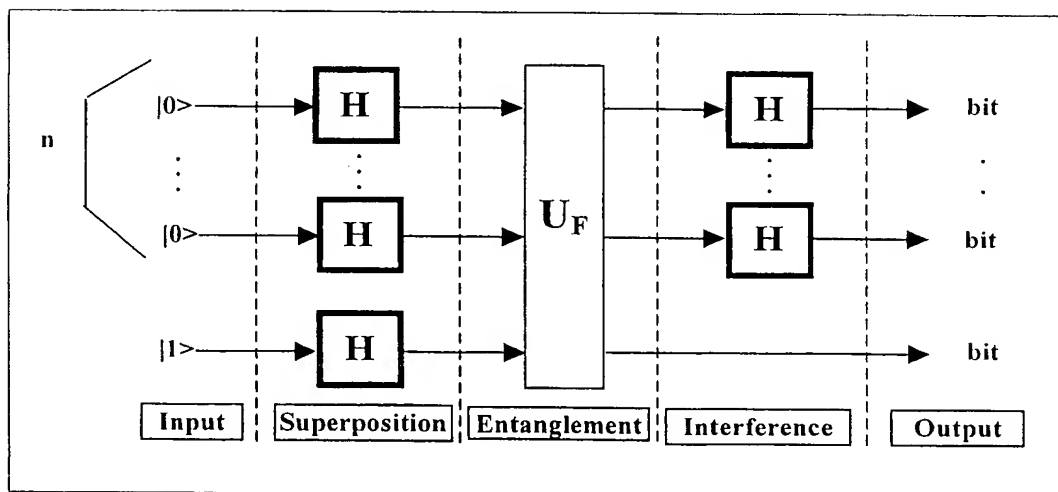 |0> H H bit
n
U_F
|0> H H bit
|1> H bit
Input Superposition Entanglement Interference Output